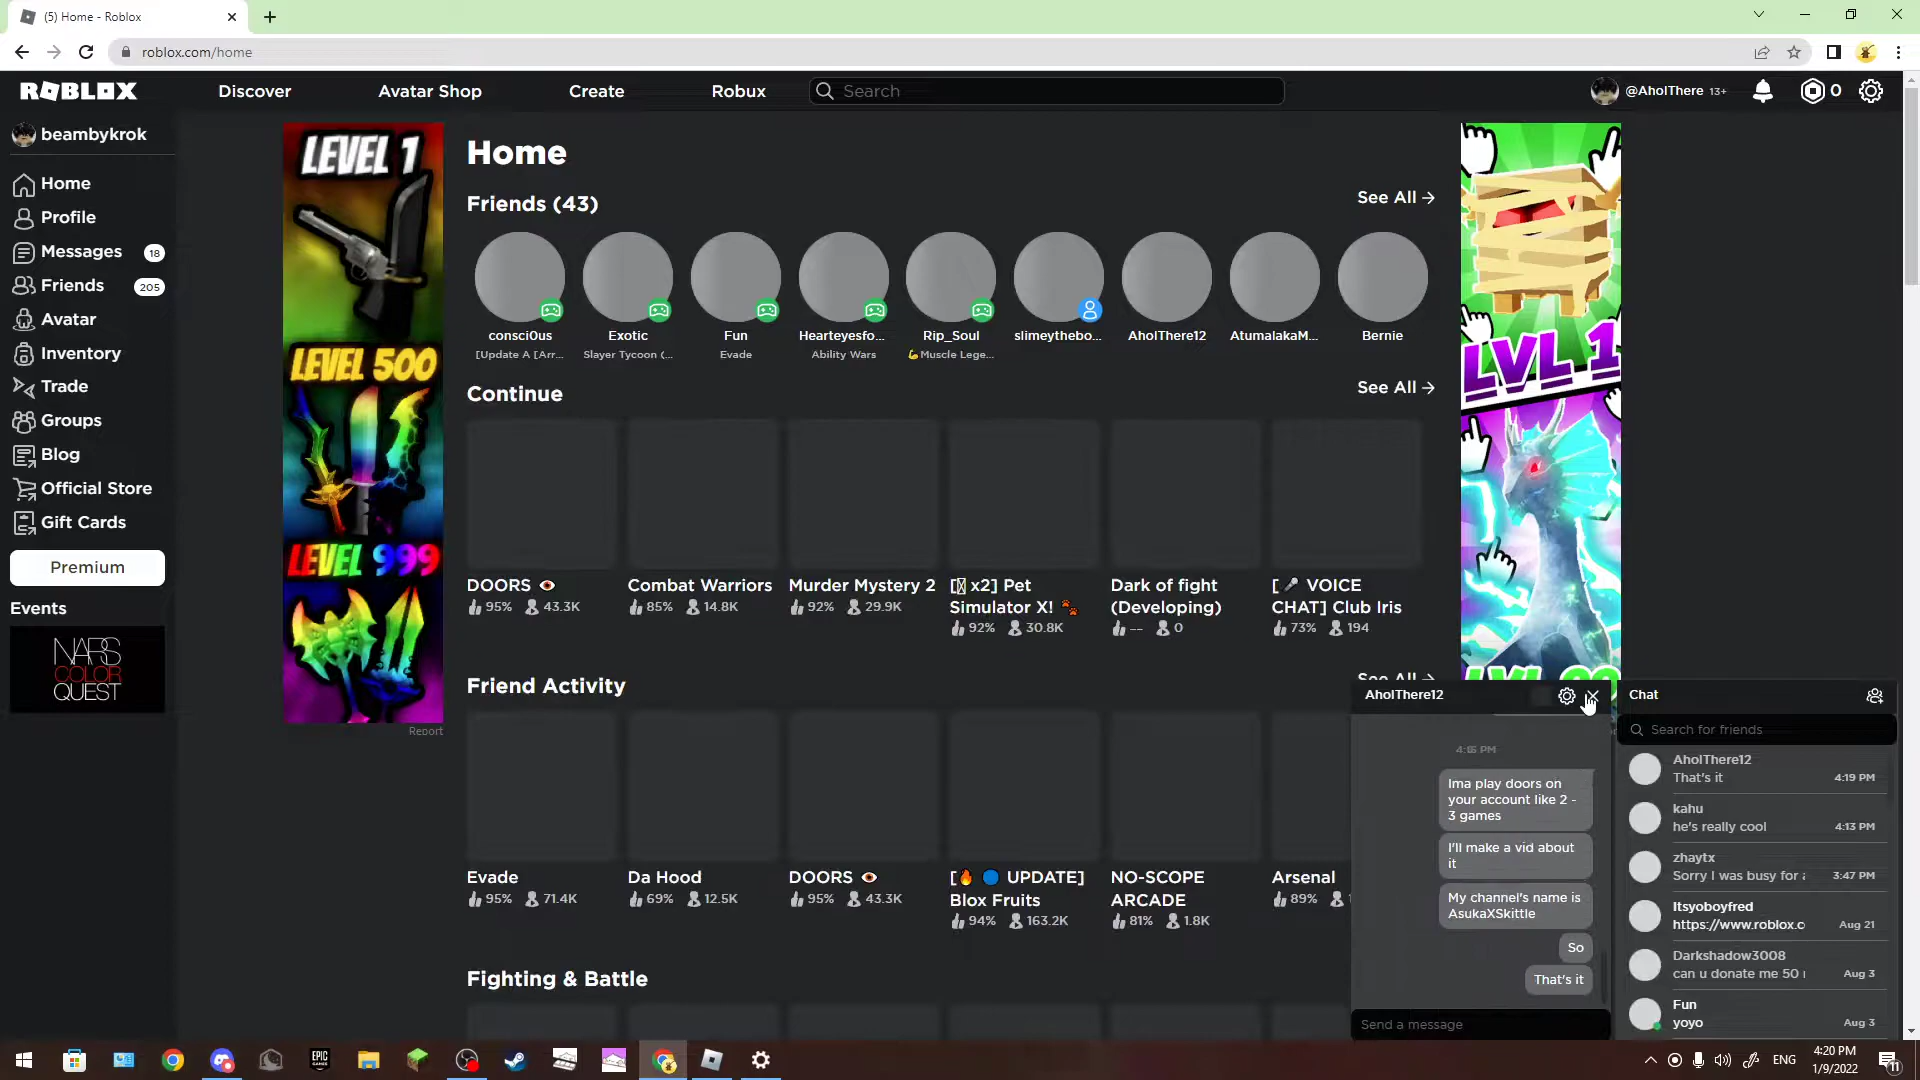 (5) Home - Roblox
roblox.com/home
ROBLOX
Discover
Avatar Shop
Create
Robux
Search
@AholThere 13+
0
beambykrok
Home
Profile
Messages 18
Friends 205
Avatar
Inventory
Trade
Groups
Blog
Official Store
Gift Cards
Premium
Events
NARS
COLOR
QUEST
LEVEL 1
LEVEL 500
LEVEL 999
Report
Home
Friends (43)
See All
consci0us
[Update A [Arr...
Exotic
Slayer Tycoon (...
Fun
Evade
Hearteyesfo...
Ability Wars
Rip_Soul
💪Muscle Lege...
slimeythebo...
AholThere12
AtumalakaM...
Bernie
Continue
See All
DOORS 👁
95% 43.3K
Combat Warriors
85% 14.8K
Murder Mystery 2
92% 29.9K
x2] Pet
Simulator X! 🐾
92% 30.8K
Dark of fight
(Developing)
-- 0
[ 🎤 VOICE
CHAT] Club Iris
73% 194
Friend Activity
See All
Evade
95% 71.4K
Da Hood
69% 12.5K
DOORS 👁
95% 43.3K
[🔥 🔵 UPDATE]
Blox Fruits
94% 163.2K
NO-SCOPE
ARCADE
81% 1.8K
Arsenal
89%
Fighting & Battle
LVL 1
AholThere12
4:15 PM
Ima play doors on
your account like 2 -
3 games
I'll make a vid about
it
My channel's name is
AsukaXSkittle
So
That's it
Send a message
Chat
Search for friends
AholThere12
That's it 4:19 PM
kahu
he's really cool 4:13 PM
zhaytx
Sorry I was busy for 3:47 PM
Itsyoboyfred
https://www.roblox.c Aug 21
Darkshadow3008
can u donate me 50 Aug 3
Fun
yoyo Aug 3
EPIC
GAMES
ENG
4:20 PM
1/9/2022
11